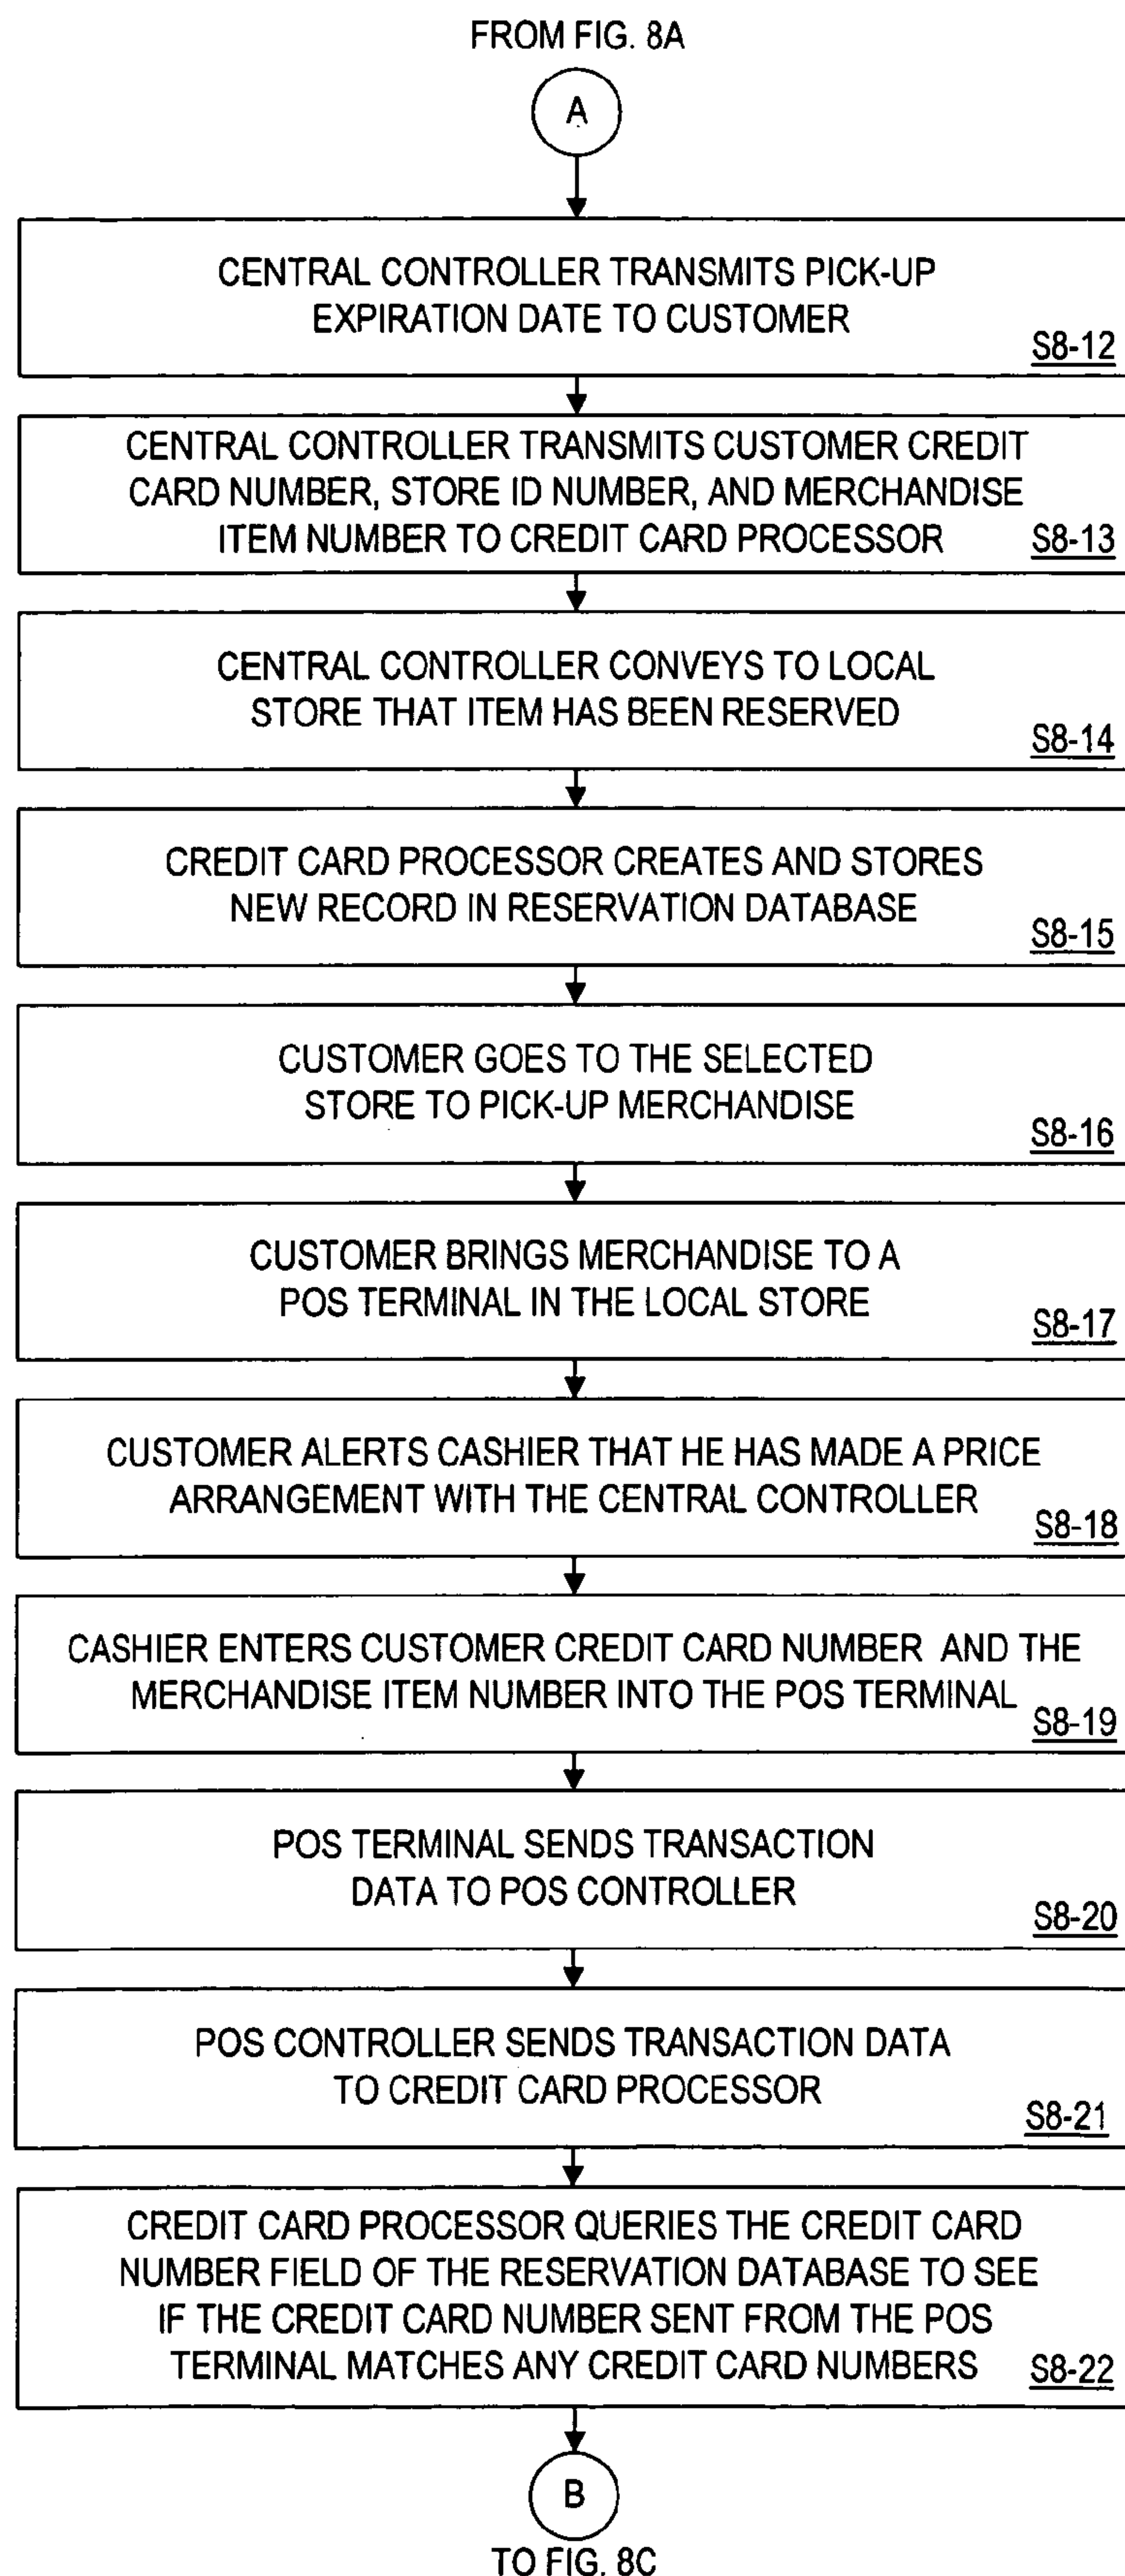 FROM FIG. 8A
A
CENTRAL CONTROLLER TRANSMITS PICK-UP
EXPIRATION DATE TO CUSTOMER
S8-12
CENTRAL CONTROLLER TRANSMITS CUSTOMER CREDIT
CARD NUMBER, STORE ID NUMBER, AND MERCHANDISE
ITEM NUMBER TO CREDIT CARD PROCESSOR
S8-13
CENTRAL CONTROLLER CONVEYS TO LOCAL
STORE THAT ITEM HAS BEEN RESERVED
S8-14
CREDIT CARD PROCESSOR CREATES AND STORES
NEW RECORD IN RESERVATION DATABASE
S8-15
CUSTOMER GOES TO THE SELECTED
STORE TO PICK-UP MERCHANDISE
S8-16
CUSTOMER BRINGS MERCHANDISE TO A
POS TERMINAL IN THE LOCAL STORE
S8-17
CUSTOMER ALERTS CASHIER THAT HE HAS MADE A PRICE
ARRANGEMENT WITH THE CENTRAL CONTROLLER
S8-18
CASHIER ENTERS CUSTOMER CREDIT CARD NUMBER AND THE
MERCHANDISE ITEM NUMBER INTO THE POS TERMINAL
S8-19
POS TERMINAL SENDS TRANSACTION
DATA TO POS CONTROLLER
S8-20
POS CONTROLLER SENDS TRANSACTION DATA
TO CREDIT CARD PROCESSOR
S8-21
CREDIT CARD PROCESSOR QUERIES THE CREDIT CARD
NUMBER FIELD OF THE RESERVATION DATABASE TO SEE
IF THE CREDIT CARD NUMBER SENT FROM THE POS
TERMINAL MATCHES ANY CREDIT CARD NUMBERS
S8-22
B
TO FIG. 8C